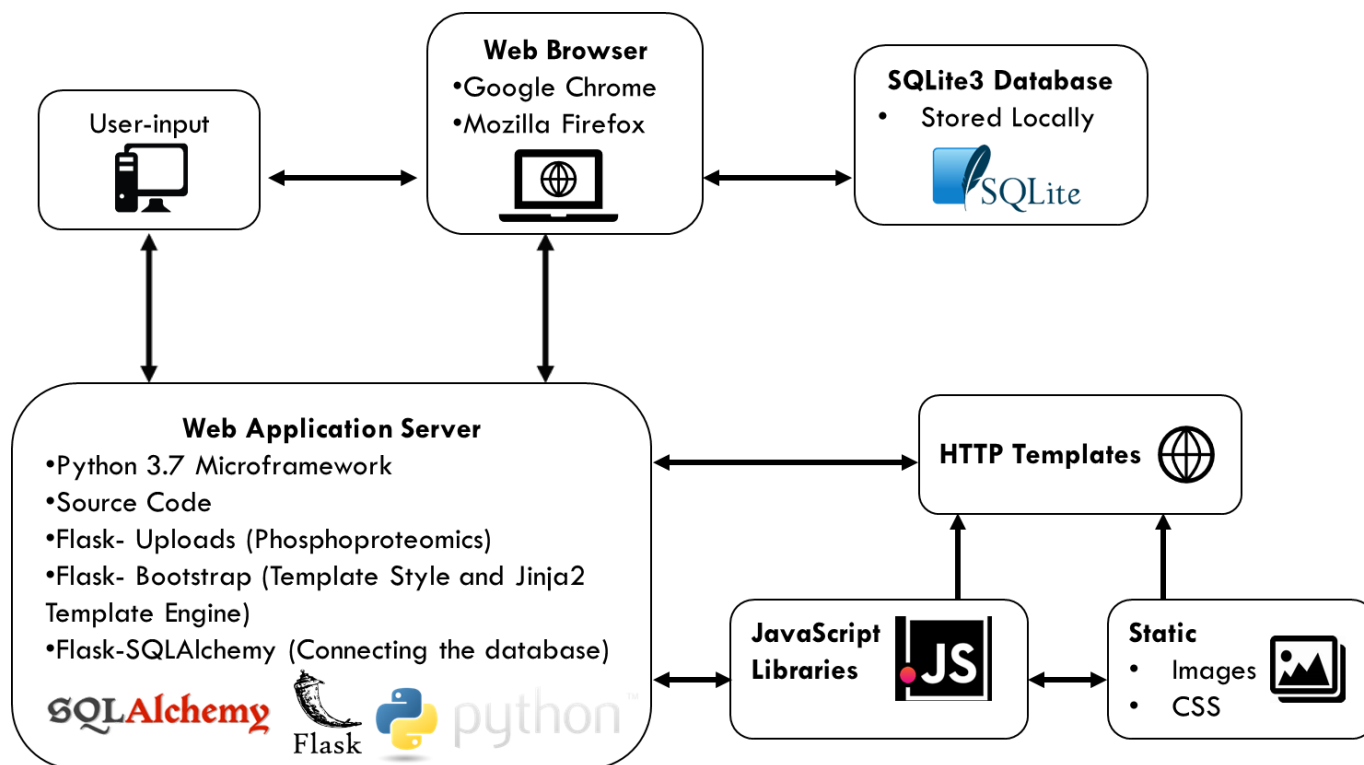 User-input
Web Browser
•Google Chrome
•Mozilla Firefox
SQLite3 Database
• Stored Locally
SQLite
Web Application Server
•Python 3.7 Microframework
•Source Code
•Flask- Uploads (Phosphoproteomics)
•Flask- Bootstrap (Template Style and Jinja2
Template Engine)
•Flask-SQLAlchemy (Connecting the database)
SQLAlchemy
Flask
python™
HTTP Templates
JavaScript
Libraries
.JS
Static
• Images
• CSS